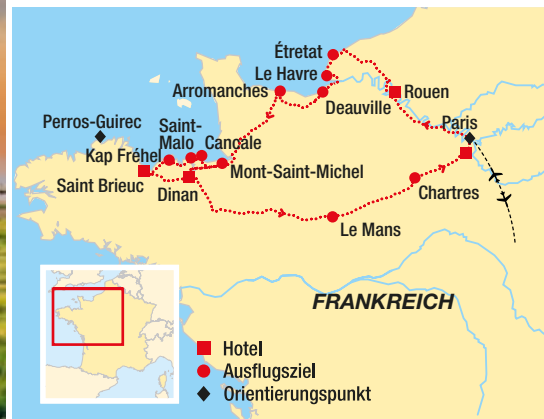 Étretat
Le Havre
Arromanches
Rouen
Deauville
Perros-Guirec
Saint-
Malo
Cancale
Paris
Kap Fréhel
Mont-Saint-Michel
Saint Brieuc
Dinan
Chartres
Le Mans
FRANKREICH
Hotel
Ausflugsziel
Orientierungspunkt